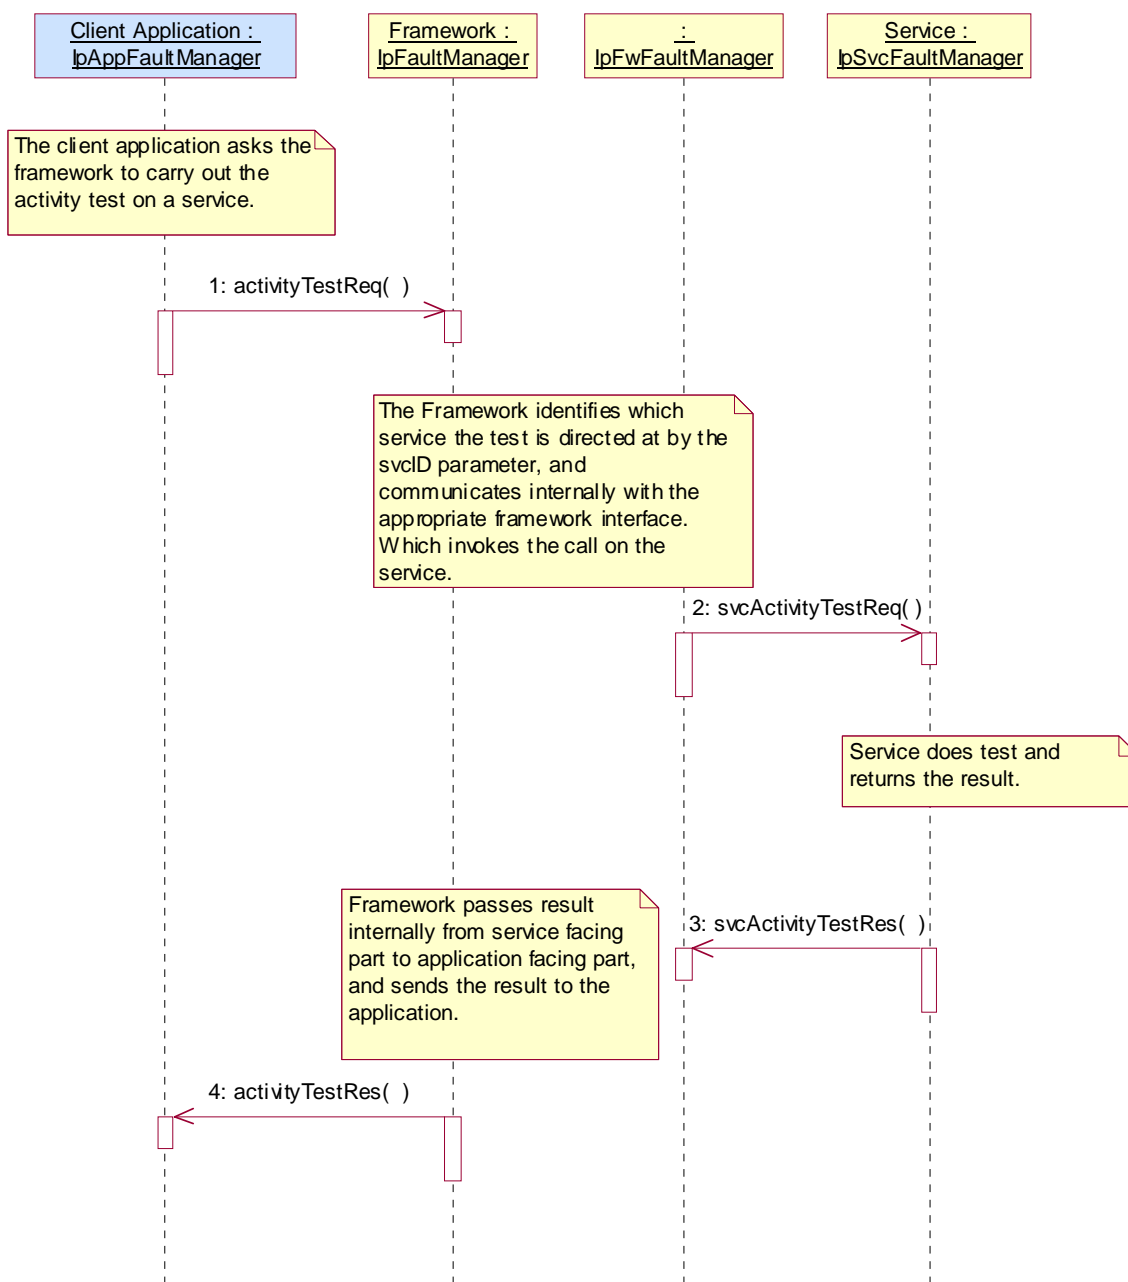 Client Application :
IpAppFaultManager
Framework :
IpFaultManager
:
IpFwFaultManager
Service :
IpSvcFaultManager
The client application asks the
framework to carry out the
activity test on a service.
1: activityTestReq( )
The Framework identifies which
service the test is directed at by the
svcID parameter, and
communicates internally with the
appropriate framework interface.
Which invokes the call on the
service.
2: svcActivityTestReq( )
Service does test and
returns the result.
Framework passes result
internally from service facing
part to application facing part,
and sends the result to the
application.
3: svcActivityTestRes( )
4: activityTestRes( )